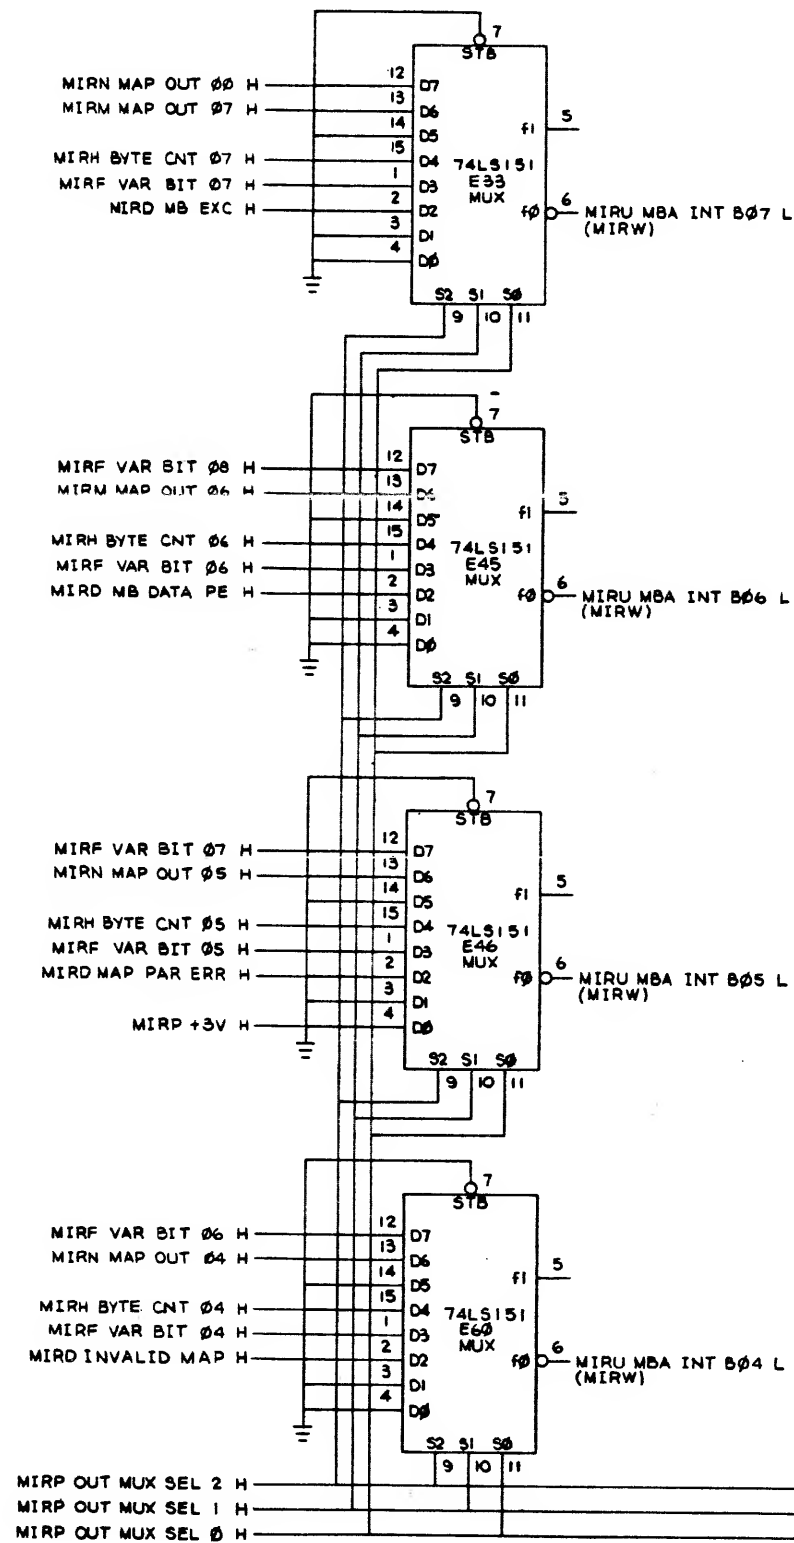 7
STB
MIRN MAP OUT ØØ H 12 D7
MIRM MAP OUT Ø7 H 13 D6
14 D5
MIRH BYTE CNT Ø7 H 15 D4
MIRF VAR BIT Ø7 H 1 D3
MIRD MB EXC H 2 D2
3 D1
4 DØ
74LS151
E33
MUX
f1 5
fØ 6 MIRU MBA INT BØ7 L
(MIRW)
S2 S1 SØ
9 10 11
7
STB
MIRF VAR BIT Ø8 H 12 D7
MIRM MAP OUT Ø6 H 13 D6
14 D5
MIRH BYTE CNT Ø6 H 15 D4
MIRF VAR BIT Ø6 H 1 D3
MIRD MB DATA PE H 2 D2
3 D1
4 DØ
74LS151
E45
MUX
f1 5
fØ 6 MIRU MBA INT BØ6 L
(MIRW)
S2 S1 SØ
9 10 11
7
STB
MIRF VAR BIT Ø7 H 12 D7
MIRN MAP OUT Ø5 H 13 D6
14 D5
MIRH BYTE CNT Ø5 H 15 D4
MIRF VAR BIT Ø5 H 1 D3
MIRD MAP PAR ERR H 2 D2
3 D1
MIRP +3V H 4 DØ
74LS151
E46
MUX
f1 5
fØ 6 MIRU MBA INT BØ5 L
(MIRW)
S2 S1 SØ
9 10 11
7
STB
MIRF VAR BIT Ø6 H 12 D7
MIRN MAP OUT Ø4 H 13 D6
14 D5
MIRH BYTE CNT Ø4 H 15 D4
MIRF VAR BIT Ø4 H 1 D3
MIRD INVALID MAP H 2 D2
3 D1
4 DØ
74LS151
E6Ø
MUX
f1 5
fØ 6 MIRU MBA INT BØ4 L
(MIRW)
S2 S1 SØ
9 10 11
MIRP OUT MUX SEL 2 H
MIRP OUT MUX SEL 1 H
MIRP OUT MUX SEL Ø H